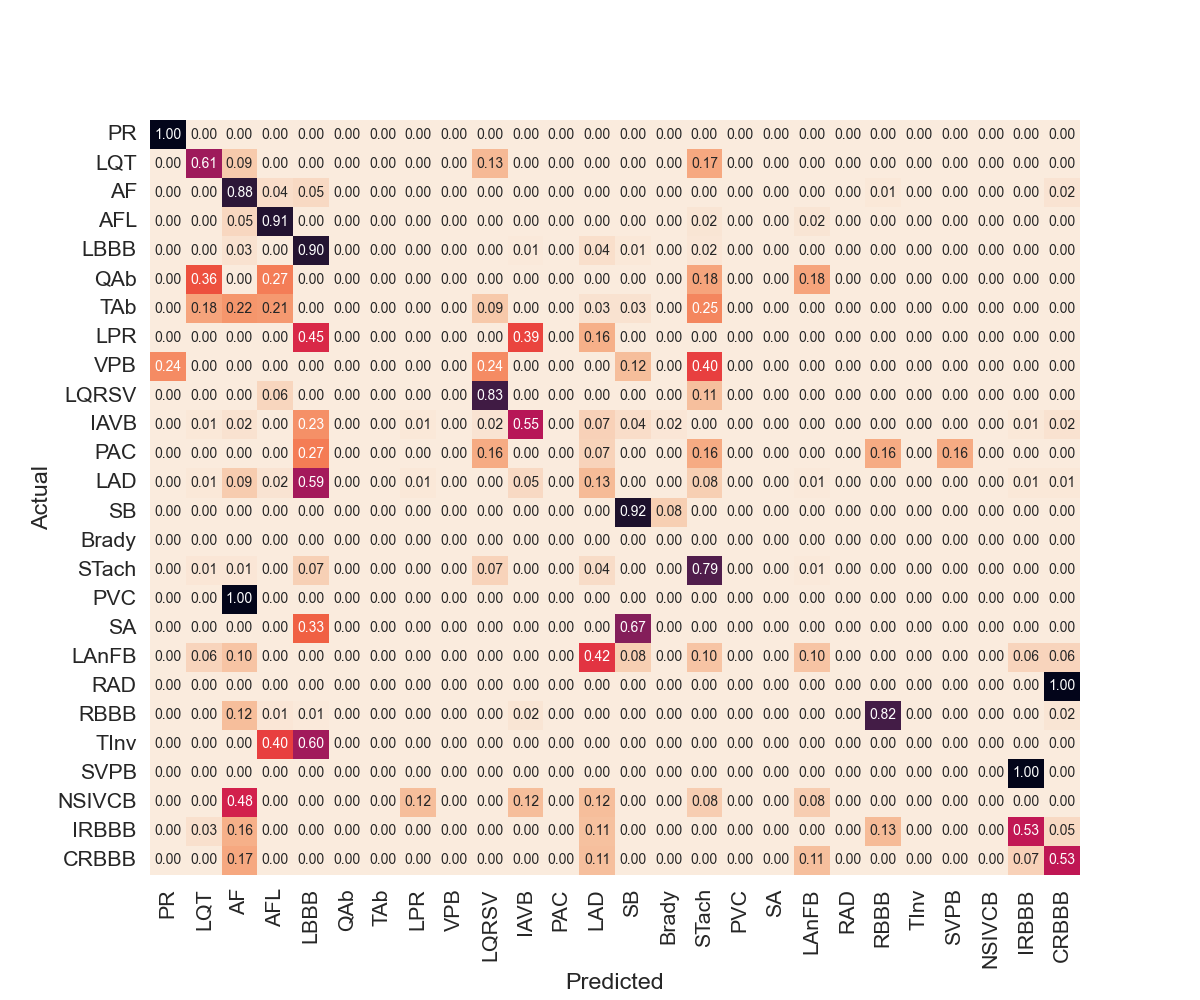 PR 1.00 0.00 0.00 0.00 0.00 0.00 0.00 0.00 0.00 0.00 0.00 0.00 0.00 0.00 0.00 0.00 0.00 0.00 0.00 0.00 0.00 0.00 0.00 0.00 0.00 0.00
LQT 0.00 0.61 0.09 0.00 0.00 0.00 0.00 0.00 0.00 0.13 0.00 0.00 0.00 0.00 0.00 0.17 0.00 0.00 0.00 0.00 0.00 0.00 0.00 0.00 0.00 0.00
AF 0.00 0.00 0.88 0.04 0.05 0.00 0.00 0.00 0.00 0.00 0.00 0.00 0.00 0.00 0.00 0.00 0.00 0.00 0.00 0.00 0.01 0.00 0.00 0.00 0.00 0.02
AFL 0.00 0.00 0.05 0.91 0.00 0.00 0.00 0.00 0.00 0.00 0.00 0.00 0.00 0.00 0.00 0.02 0.00 0.00 0.02 0.00 0.00 0.00 0.00 0.00 0.00 0.00
LBBB 0.00 0.00 0.03 0.00 0.90 0.00 0.00 0.00 0.00 0.00 0.01 0.00 0.04 0.01 0.00 0.02 0.00 0.00 0.00 0.00 0.00 0.00 0.00 0.00 0.00 0.00
QAb 0.00 0.36 0.00 0.27 0.00 0.00 0.00 0.00 0.00 0.00 0.00 0.00 0.00 0.00 0.00 0.18 0.00 0.00 0.18 0.00 0.00 0.00 0.00 0.00 0.00 0.00
TAb 0.00 0.18 0.22 0.21 0.00 0.00 0.00 0.00 0.00 0.09 0.00 0.00 0.03 0.03 0.00 0.25 0.00 0.00 0.00 0.00 0.00 0.00 0.00 0.00 0.00 0.00
LPR 0.00 0.00 0.00 0.00 0.45 0.00 0.00 0.00 0.00 0.00 0.39 0.00 0.16 0.00 0.00 0.00 0.00 0.00 0.00 0.00 0.00 0.00 0.00 0.00 0.00 0.00
VPB 0.24 0.00 0.00 0.00 0.00 0.00 0.00 0.00 0.00 0.24 0.00 0.00 0.00 0.12 0.00 0.40 0.00 0.00 0.00 0.00 0.00 0.00 0.00 0.00 0.00 0.00
LQRSV 0.00 0.00 0.00 0.06 0.00 0.00 0.00 0.00 0.00 0.83 0.00 0.00 0.00 0.00 0.00 0.11 0.00 0.00 0.00 0.00 0.00 0.00 0.00 0.00 0.00 0.00
IAVB 0.00 0.01 0.02 0.00 0.23 0.00 0.00 0.01 0.00 0.02 0.55 0.00 0.07 0.04 0.02 0.00 0.00 0.00 0.00 0.00 0.00 0.00 0.00 0.00 0.01 0.02
PAC 0.00 0.00 0.00 0.00 0.27 0.00 0.00 0.00 0.00 0.16 0.00 0.00 0.07 0.00 0.00 0.16 0.00 0.00 0.00 0.00 0.16 0.00 0.16 0.00 0.00 0.00
LAD 0.00 0.01 0.09 0.02 0.59 0.00 0.00 0.01 0.00 0.00 0.05 0.00 0.13 0.00 0.00 0.08 0.00 0.00 0.01 0.00 0.00 0.00 0.00 0.00 0.01 0.01
SB 0.00 0.00 0.00 0.00 0.00 0.00 0.00 0.00 0.00 0.00 0.00 0.00 0.00 0.92 0.08 0.00 0.00 0.00 0.00 0.00 0.00 0.00 0.00 0.00 0.00 0.00
Brady 0.00 0.00 0.00 0.00 0.00 0.00 0.00 0.00 0.00 0.00 0.00 0.00 0.00 0.00 0.00 0.00 0.00 0.00 0.00 0.00 0.00 0.00 0.00 0.00 0.00 0.00
STach 0.00 0.01 0.01 0.00 0.07 0.00 0.00 0.00 0.00 0.07 0.00 0.00 0.04 0.00 0.00 0.79 0.00 0.00 0.01 0.00 0.00 0.00 0.00 0.00 0.00 0.00
PVC 0.00 0.00 1.00 0.00 0.00 0.00 0.00 0.00 0.00 0.00 0.00 0.00 0.00 0.00 0.00 0.00 0.00 0.00 0.00 0.00 0.00 0.00 0.00 0.00 0.00 0.00
SA 0.00 0.00 0.00 0.00 0.33 0.00 0.00 0.00 0.00 0.00 0.00 0.00 0.00 0.67 0.00 0.00 0.00 0.00 0.00 0.00 0.00 0.00 0.00 0.00 0.00 0.00
LAnFB 0.00 0.06 0.10 0.00 0.00 0.00 0.00 0.00 0.00 0.00 0.00 0.00 0.42 0.08 0.00 0.10 0.00 0.00 0.10 0.00 0.00 0.00 0.00 0.00 0.06 0.06
RAD 0.00 0.00 0.00 0.00 0.00 0.00 0.00 0.00 0.00 0.00 0.00 0.00 0.00 0.00 0.00 0.00 0.00 0.00 0.00 0.00 0.00 0.00 0.00 0.00 0.00 1.00
RBBB 0.00 0.00 0.12 0.01 0.01 0.00 0.00 0.00 0.00 0.00 0.02 0.00 0.00 0.00 0.00 0.00 0.00 0.00 0.00 0.00 0.82 0.00 0.00 0.00 0.00 0.02
TInv 0.00 0.00 0.00 0.40 0.60 0.00 0.00 0.00 0.00 0.00 0.00 0.00 0.00 0.00 0.00 0.00 0.00 0.00 0.00 0.00 0.00 0.00 0.00 0.00 0.00 0.00
SVPB 0.00 0.00 0.00 0.00 0.00 0.00 0.00 0.00 0.00 0.00 0.00 0.00 0.00 0.00 0.00 0.00 0.00 0.00 0.00 0.00 0.00 0.00 0.00 0.00 1.00 0.00
NSIVCB 0.00 0.00 0.48 0.00 0.00 0.00 0.00 0.12 0.00 0.00 0.12 0.00 0.12 0.00 0.00 0.08 0.00 0.00 0.08 0.00 0.00 0.00 0.00 0.00 0.00 0.00
IRBBB 0.00 0.03 0.16 0.00 0.00 0.00 0.00 0.00 0.00 0.00 0.00 0.00 0.11 0.00 0.00 0.00 0.00 0.00 0.00 0.00 0.13 0.00 0.00 0.00 0.53 0.05
CRBBB 0.00 0.00 0.17 0.00 0.00 0.00 0.00 0.00 0.00 0.00 0.00 0.00 0.11 0.00 0.00 0.00 0.00 0.00 0.11 0.00 0.00 0.00 0.00 0.00 0.07 0.53
Actual
PR LQT AF AFL LBBB QAb TAb LPR VPB LQRSV IAVB PAC LAD SB Brady STach PVC SA LAnFB RAD RBBB TInv SVPB NSIVCB IRBBB CRBBB
Predicted